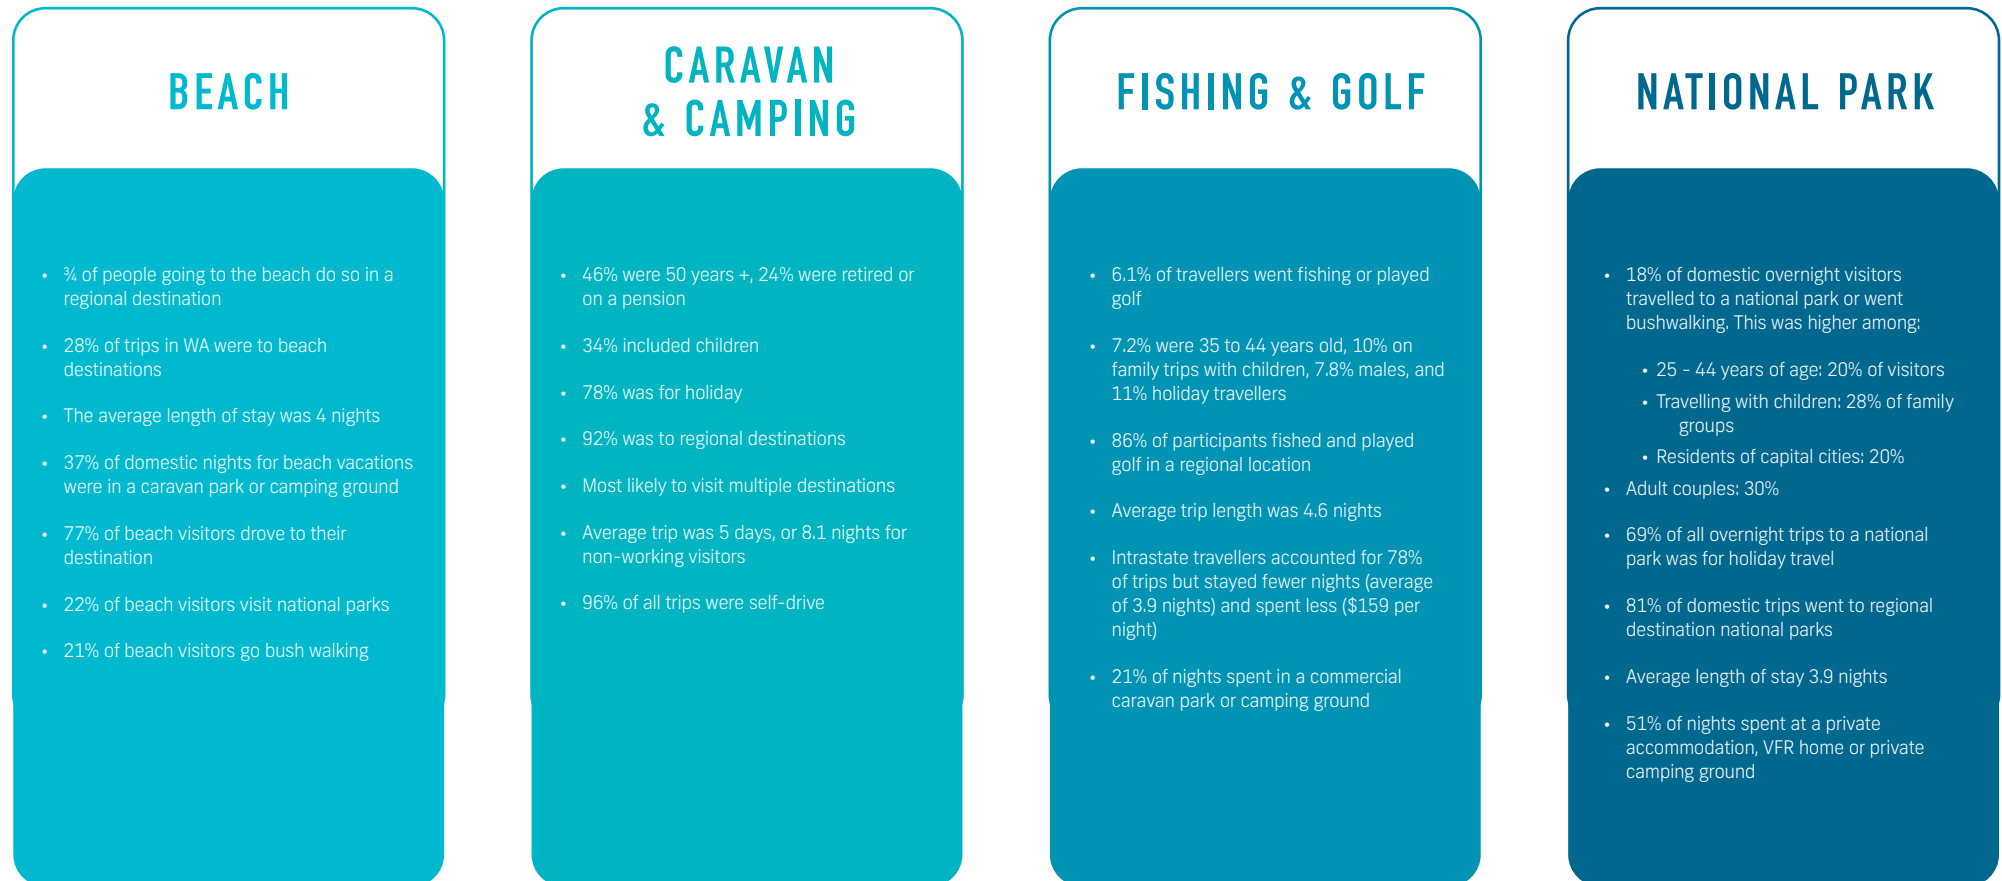 BEACH
• ¾ of people going to the beach do so in a
regional destination
• 28% of trips in WA were to beach
destinations
• The average length of stay was 4 nights
• 37% of domestic nights for beach vacations
were in a caravan park or camping ground
• 77% of beach visitors drove to their
destination
• 22% of beach visitors visit national parks
• 21% of beach visitors go bush walking
CARAVAN
& CAMPING
• 46% were 50 years +, 24% were retired or
on a pension
• 34% included children
• 78% was for holiday
• 92% was to regional destinations
• Most likely to visit multiple destinations
• Average trip was 5 days, or 8.1 nights for
non-working visitors
• 96% of all trips were self-drive
FISHING & GOLF
• 6.1% of travellers went fishing or played
golf
• 7.2% were 35 to 44 years old, 10% on
family trips with children, 7.8% males, and
11% holiday travellers
• 86% of participants fished and played
golf in a regional location
• Average trip length was 4.6 nights
• Intrastate travellers accounted for 78%
of trips but stayed fewer nights (average
of 3.9 nights) and spent less ($159 per
night)
• 21% of nights spent in a commercial
caravan park or camping ground
NATIONAL PARK
• 18% of domestic overnight visitors
travelled to a national park or went
bushwalking. This was higher among:
• 25 - 44 years of age: 20% of visitors
• Travelling with children: 28% of family
groups
• Residents of capital cities: 20%
• Adult couples: 30%
• 69% of all overnight trips to a national
park was for holiday travel
• 81% of domestic trips went to regional
destination national parks
• Average length of stay 3.9 nights
• 51% of nights spent at a private
accommodation, VFR home or private
camping ground